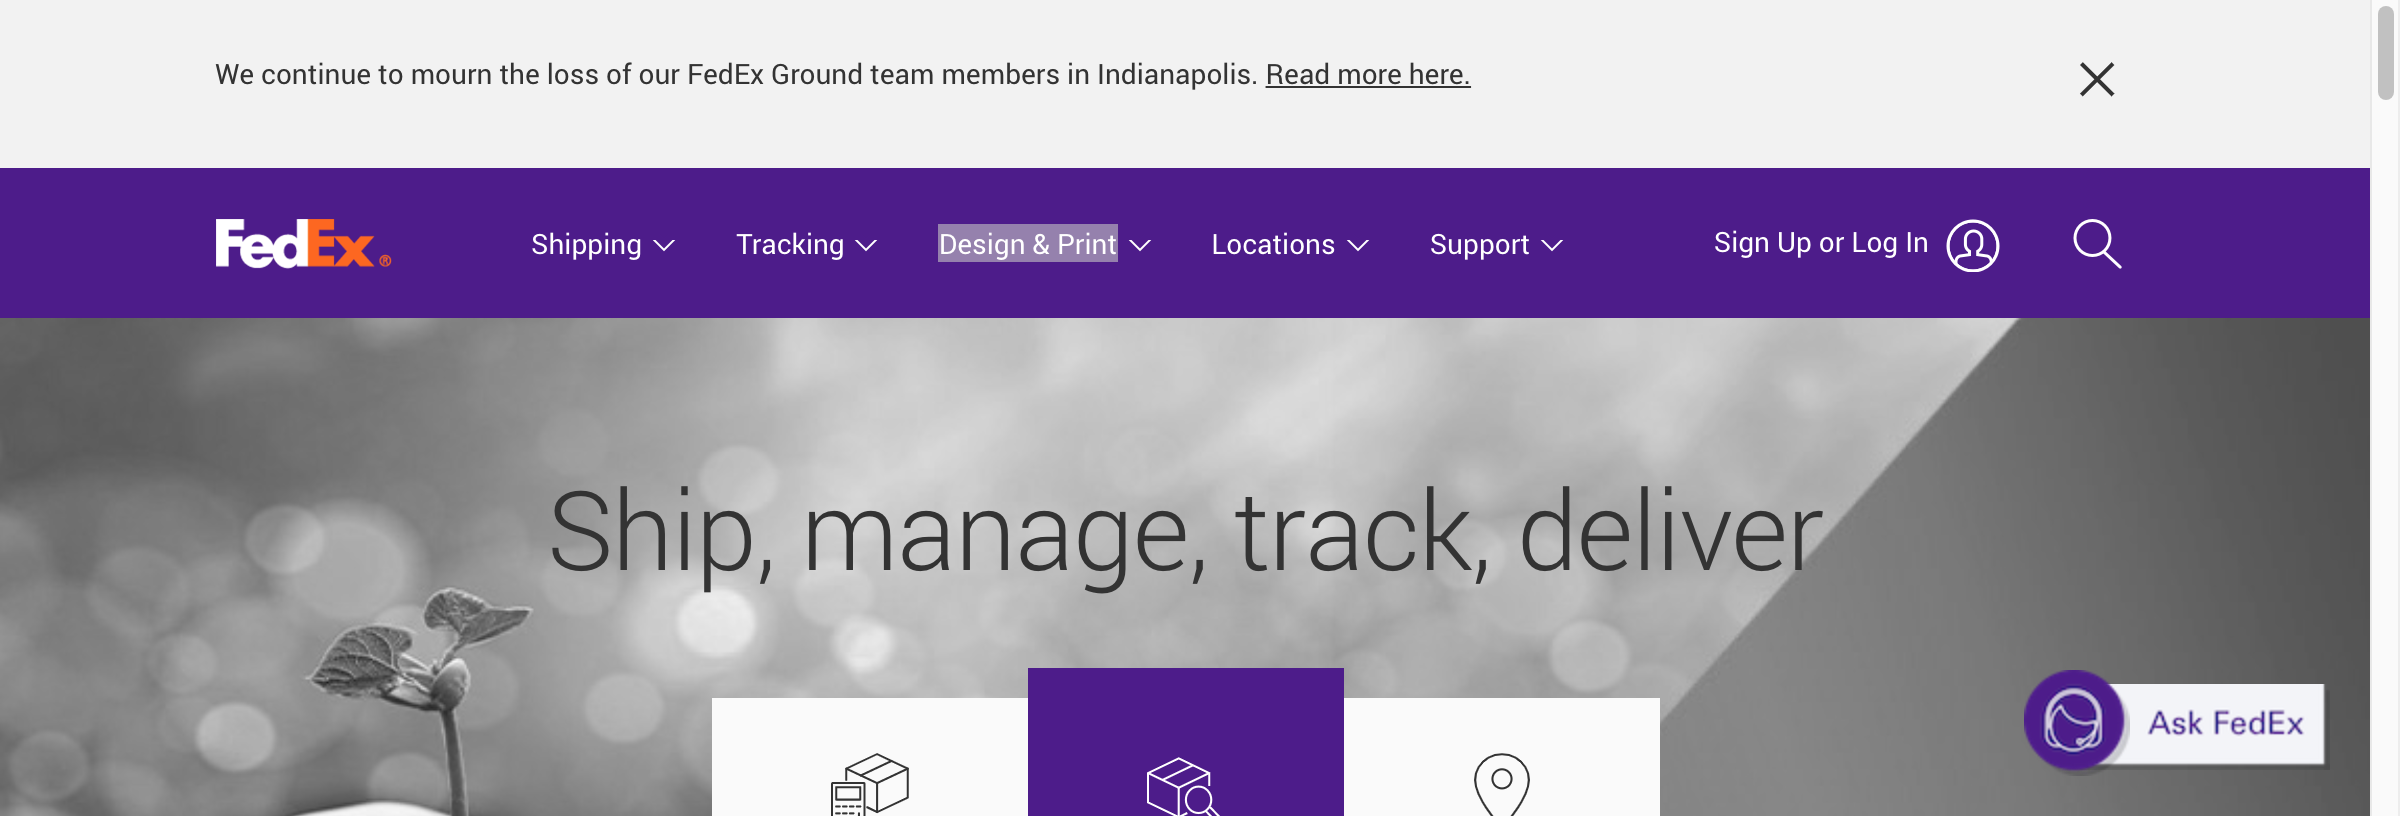 We continue to mourn the loss of our FedEx Ground team members in Indianapolis. Read more here.
FedEx®
Shipping
Tracking
Design & Print
Locations
Support
Sign Up or Log In
Ship, manage, track, deliver
Ask FedEx